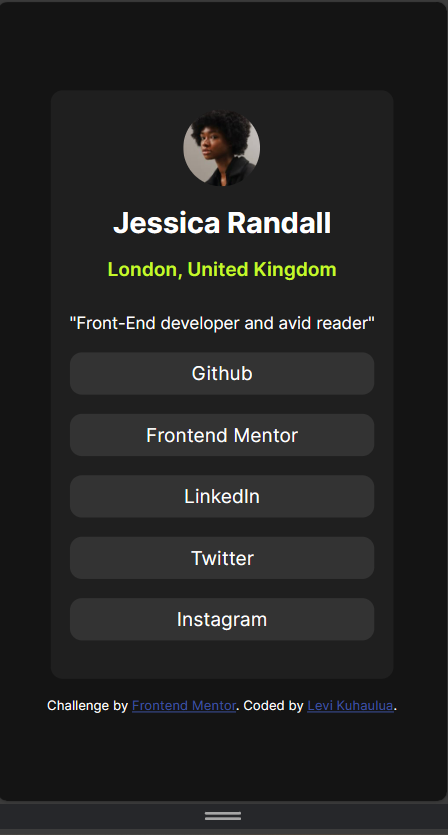 Jessica Randall
London, United Kingdom
"Front-End developer and avid reader"
Github
Frontend Mentor
LinkedIn
Twitter
Instagram
Challenge by Frontend Mentor. Coded by Levi Kuhaulua.